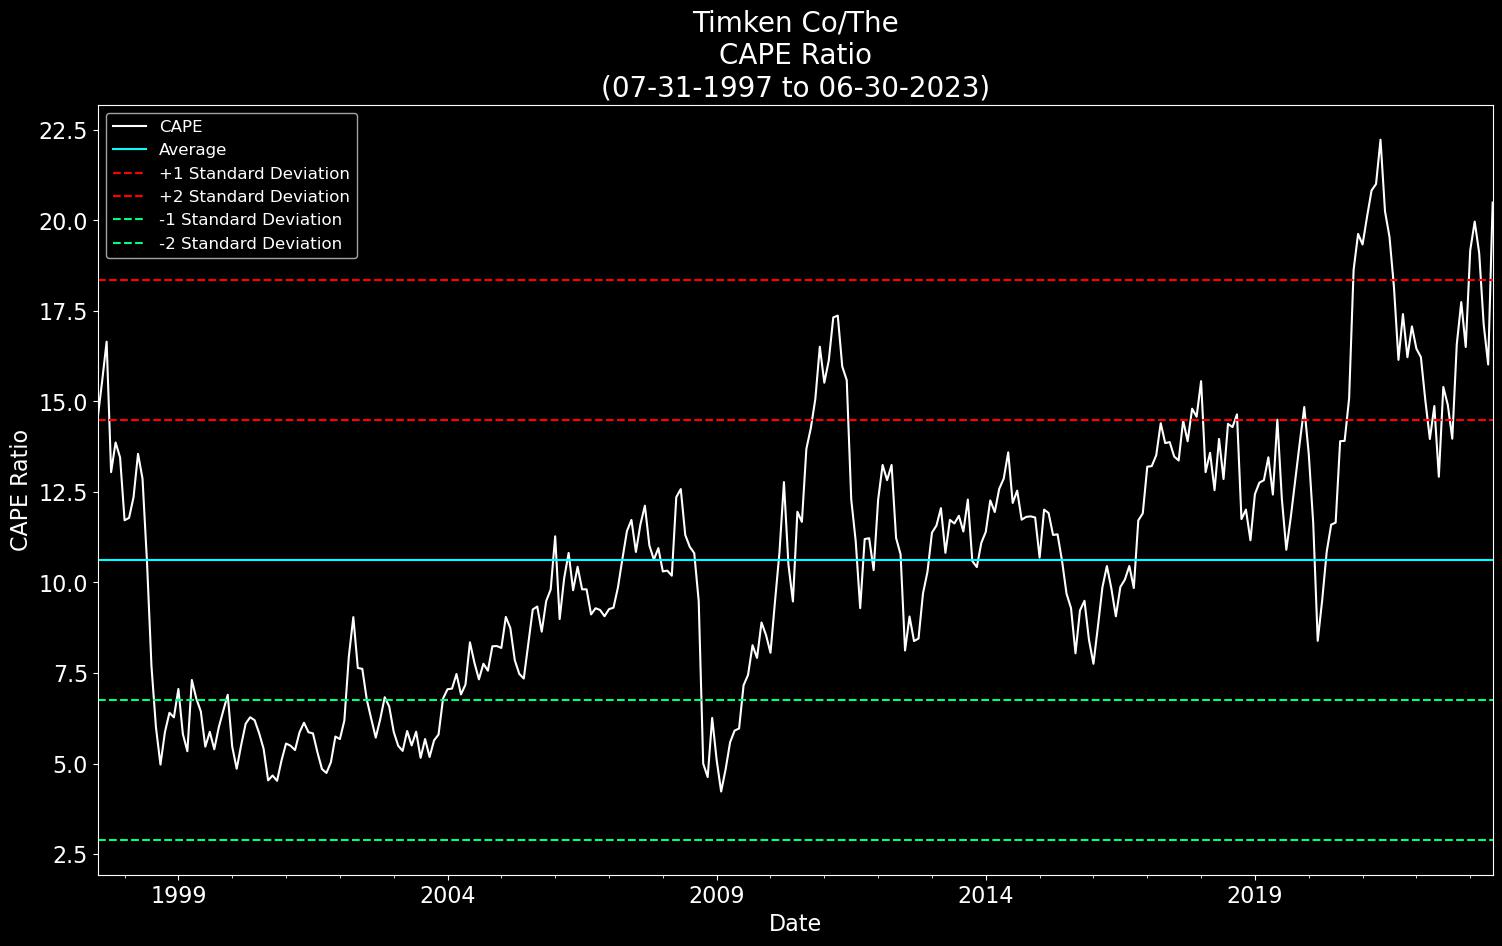 Timken Co/The
CAPE Ratio
(07-31-1997 to 06-30-2023)
CAPE
Average
+1 Standard Deviation
+2 Standard Deviation
-1 Standard Deviation
-2 Standard Deviation
22.5
20.0
17.5
15.0
12.5
10.0
7.5
5.0
2.5
CAPE Ratio
1999 2004 2009 2014 2019
Date